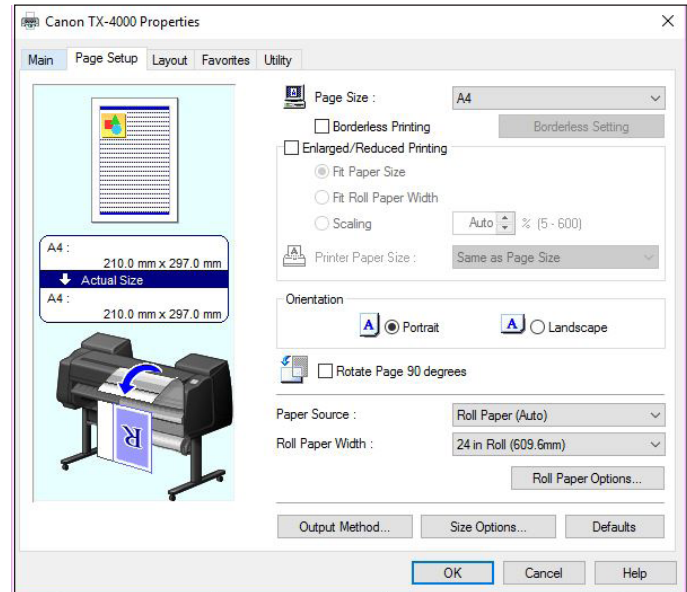 Canon TX-4000 Properties
Main Page Setup Layout Favorites Utility
Page Size : A4
Borderless Printing Borderless Setting
Enlarged/Reduced Printing
Fit Paper Size
Fit Roll Paper Width
Scaling Auto % (5 - 600)
Printer Paper Size : Same as Page Size
A4 :
210.0 mm x 297.0 mm
Actual Size
A4 :
210.0 mm x 297.0 mm
Orientation
A Portrait A Landscape
Rotate Page 90 degrees
R
Paper Source : Roll Paper (Auto)
Roll Paper Width : 24 in Roll (609.6mm)
Roll Paper Options...
Output Method... Size Options... Defaults
OK Cancel Help